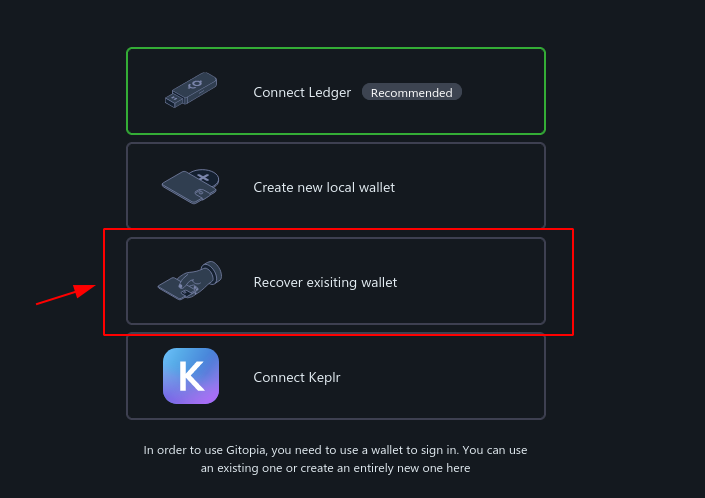 Connect Ledger Recommended
Create new local wallet
Recover exisiting wallet
K
Connect Keplr
In order to use Gitopia, you need to use a wallet to sign in. You can use
an existing one or create an entirely new one here